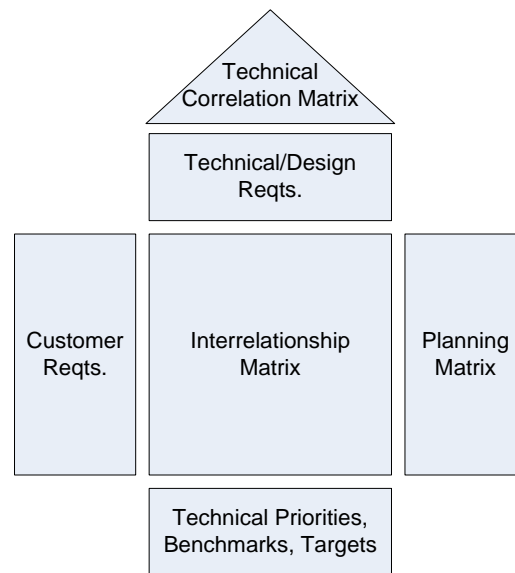 Technical
Correlation Matrix
Technical/Design
Reqts.
Customer
Reqts.
Interrelationship
Matrix
Planning
Matrix
Technical Priorities,
Benchmarks, Targets